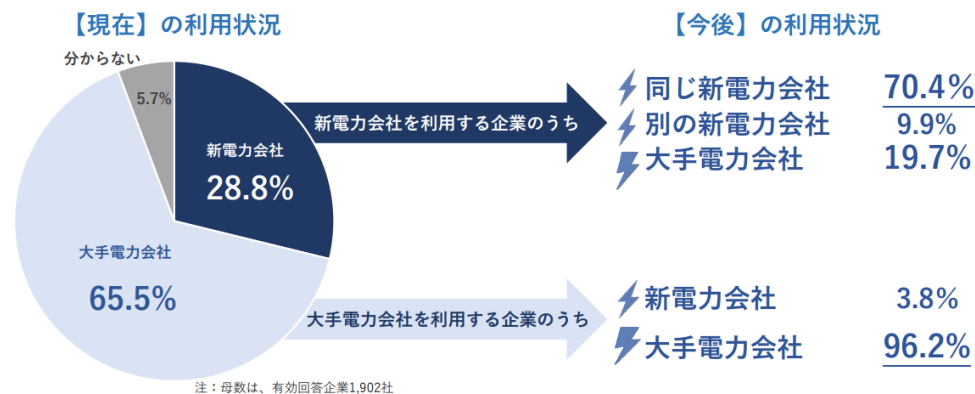 【現在】の利用状況
分からない
5.7%
新電力会社
28.8%
大手電力会社
65.5%
注：母数は、有効回答企業1,902社
新電力会社を利用する企業のうち
大手電力会社を利用する企業のうち
【今後】の利用状況
同じ新電力会社 70.4%
別の新電力会社 9.9%
大手電力会社 19.7%
新電力会社 3.8%
大手電力会社 96.2%